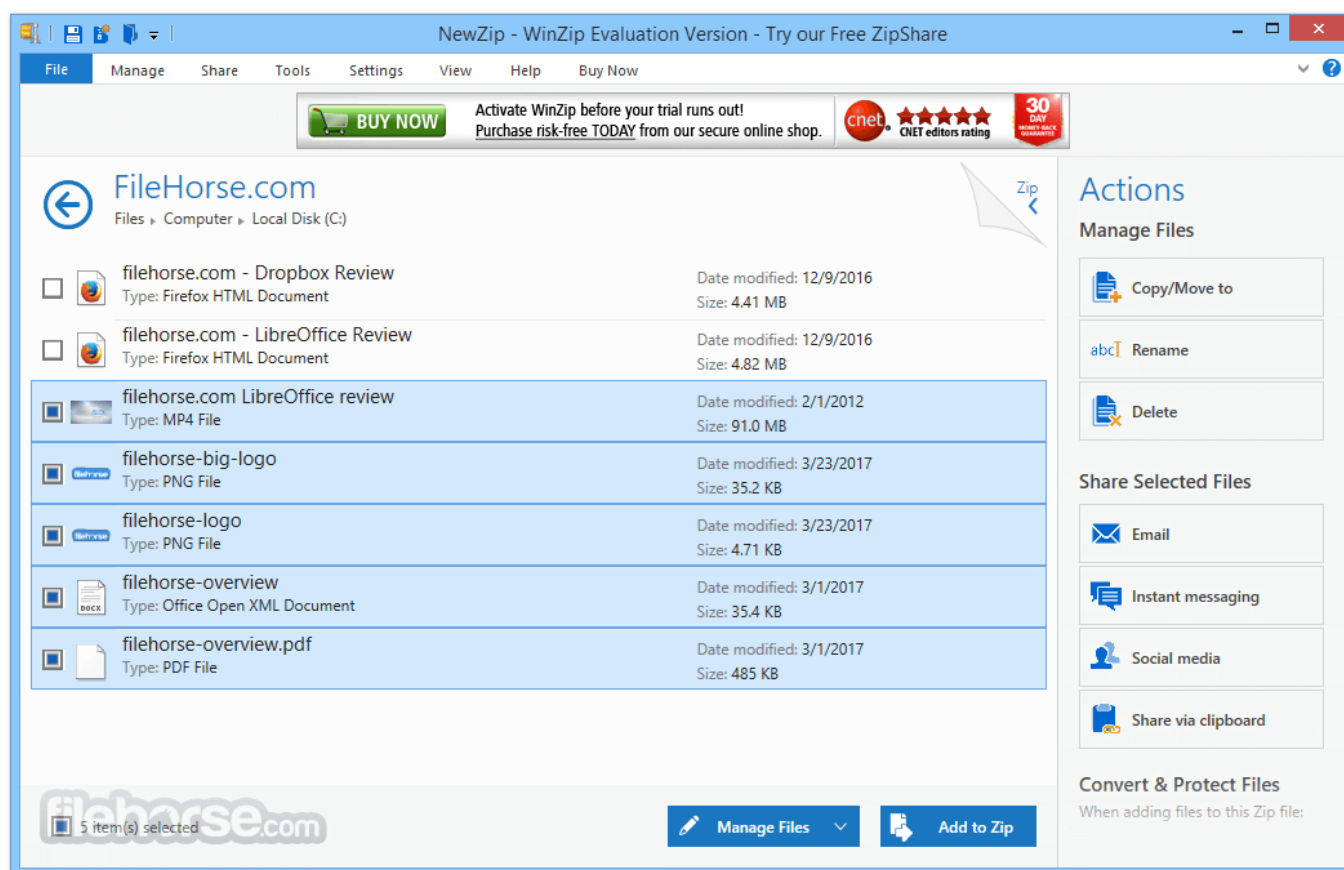 NewZip - WinZip Evaluation Version - Try our Free ZipShare
File Manage Share Tools Settings View Help Buy Now
BUY NOW
Activate WinZip before your trial runs out!
Purchase risk-free TODAY from our secure online shop.
cnet
CNET editors rating
30
DAY
MONEY-BACK
GUARANTEE
FileHorse.com
Files Computer Local Disk (C:)
Zip
filehorse.com - Dropbox Review
Type: Firefox HTML Document
Date modified: 12/9/2016
Size: 4.41 MB
filehorse.com - LibreOffice Review
Type: Firefox HTML Document
Date modified: 12/9/2016
Size: 4.82 MB
filehorse.com LibreOffice review
Type: MP4 File
Date modified: 2/1/2012
Size: 91.0 MB
filehorse
filehorse-big-logo
Type: PNG File
Date modified: 3/23/2017
Size: 35.2 KB
filehorse
filehorse-logo
Type: PNG File
Date modified: 3/23/2017
Size: 4.71 KB
DOCX
filehorse-overview
Type: Office Open XML Document
Date modified: 3/1/2017
Size: 35.4 KB
filehorse-overview.pdf
Type: PDF File
Date modified: 3/1/2017
Size: 485 KB
filehorse.com
5 item(s) selected
Manage Files
Add to Zip
Actions
Manage Files
Copy/Move to
abc Rename
Delete
Share Selected Files
Email
Instant messaging
Social media
Share via clipboard
Convert & Protect Files
When adding files to this Zip file: